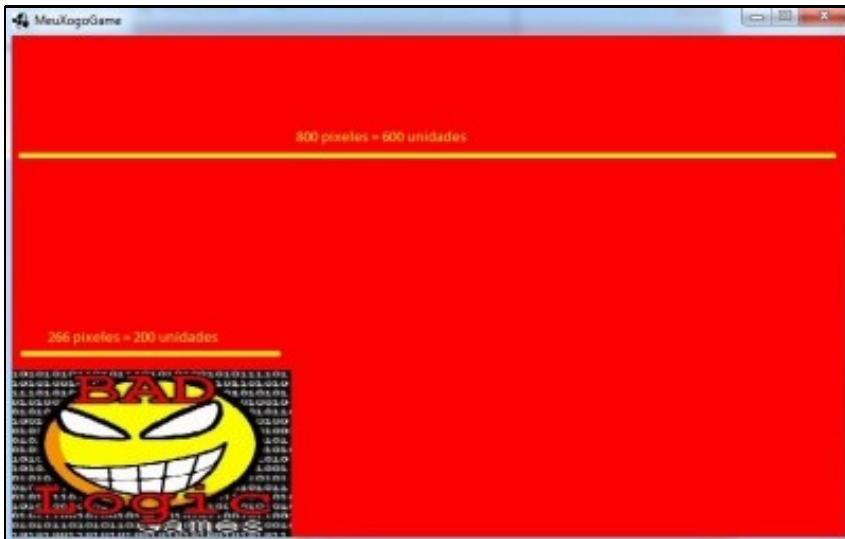 MeuXogoGame
800 pixeles = 600 unidades
266 pixeles = 200 unidades
BAD
Logic
Games